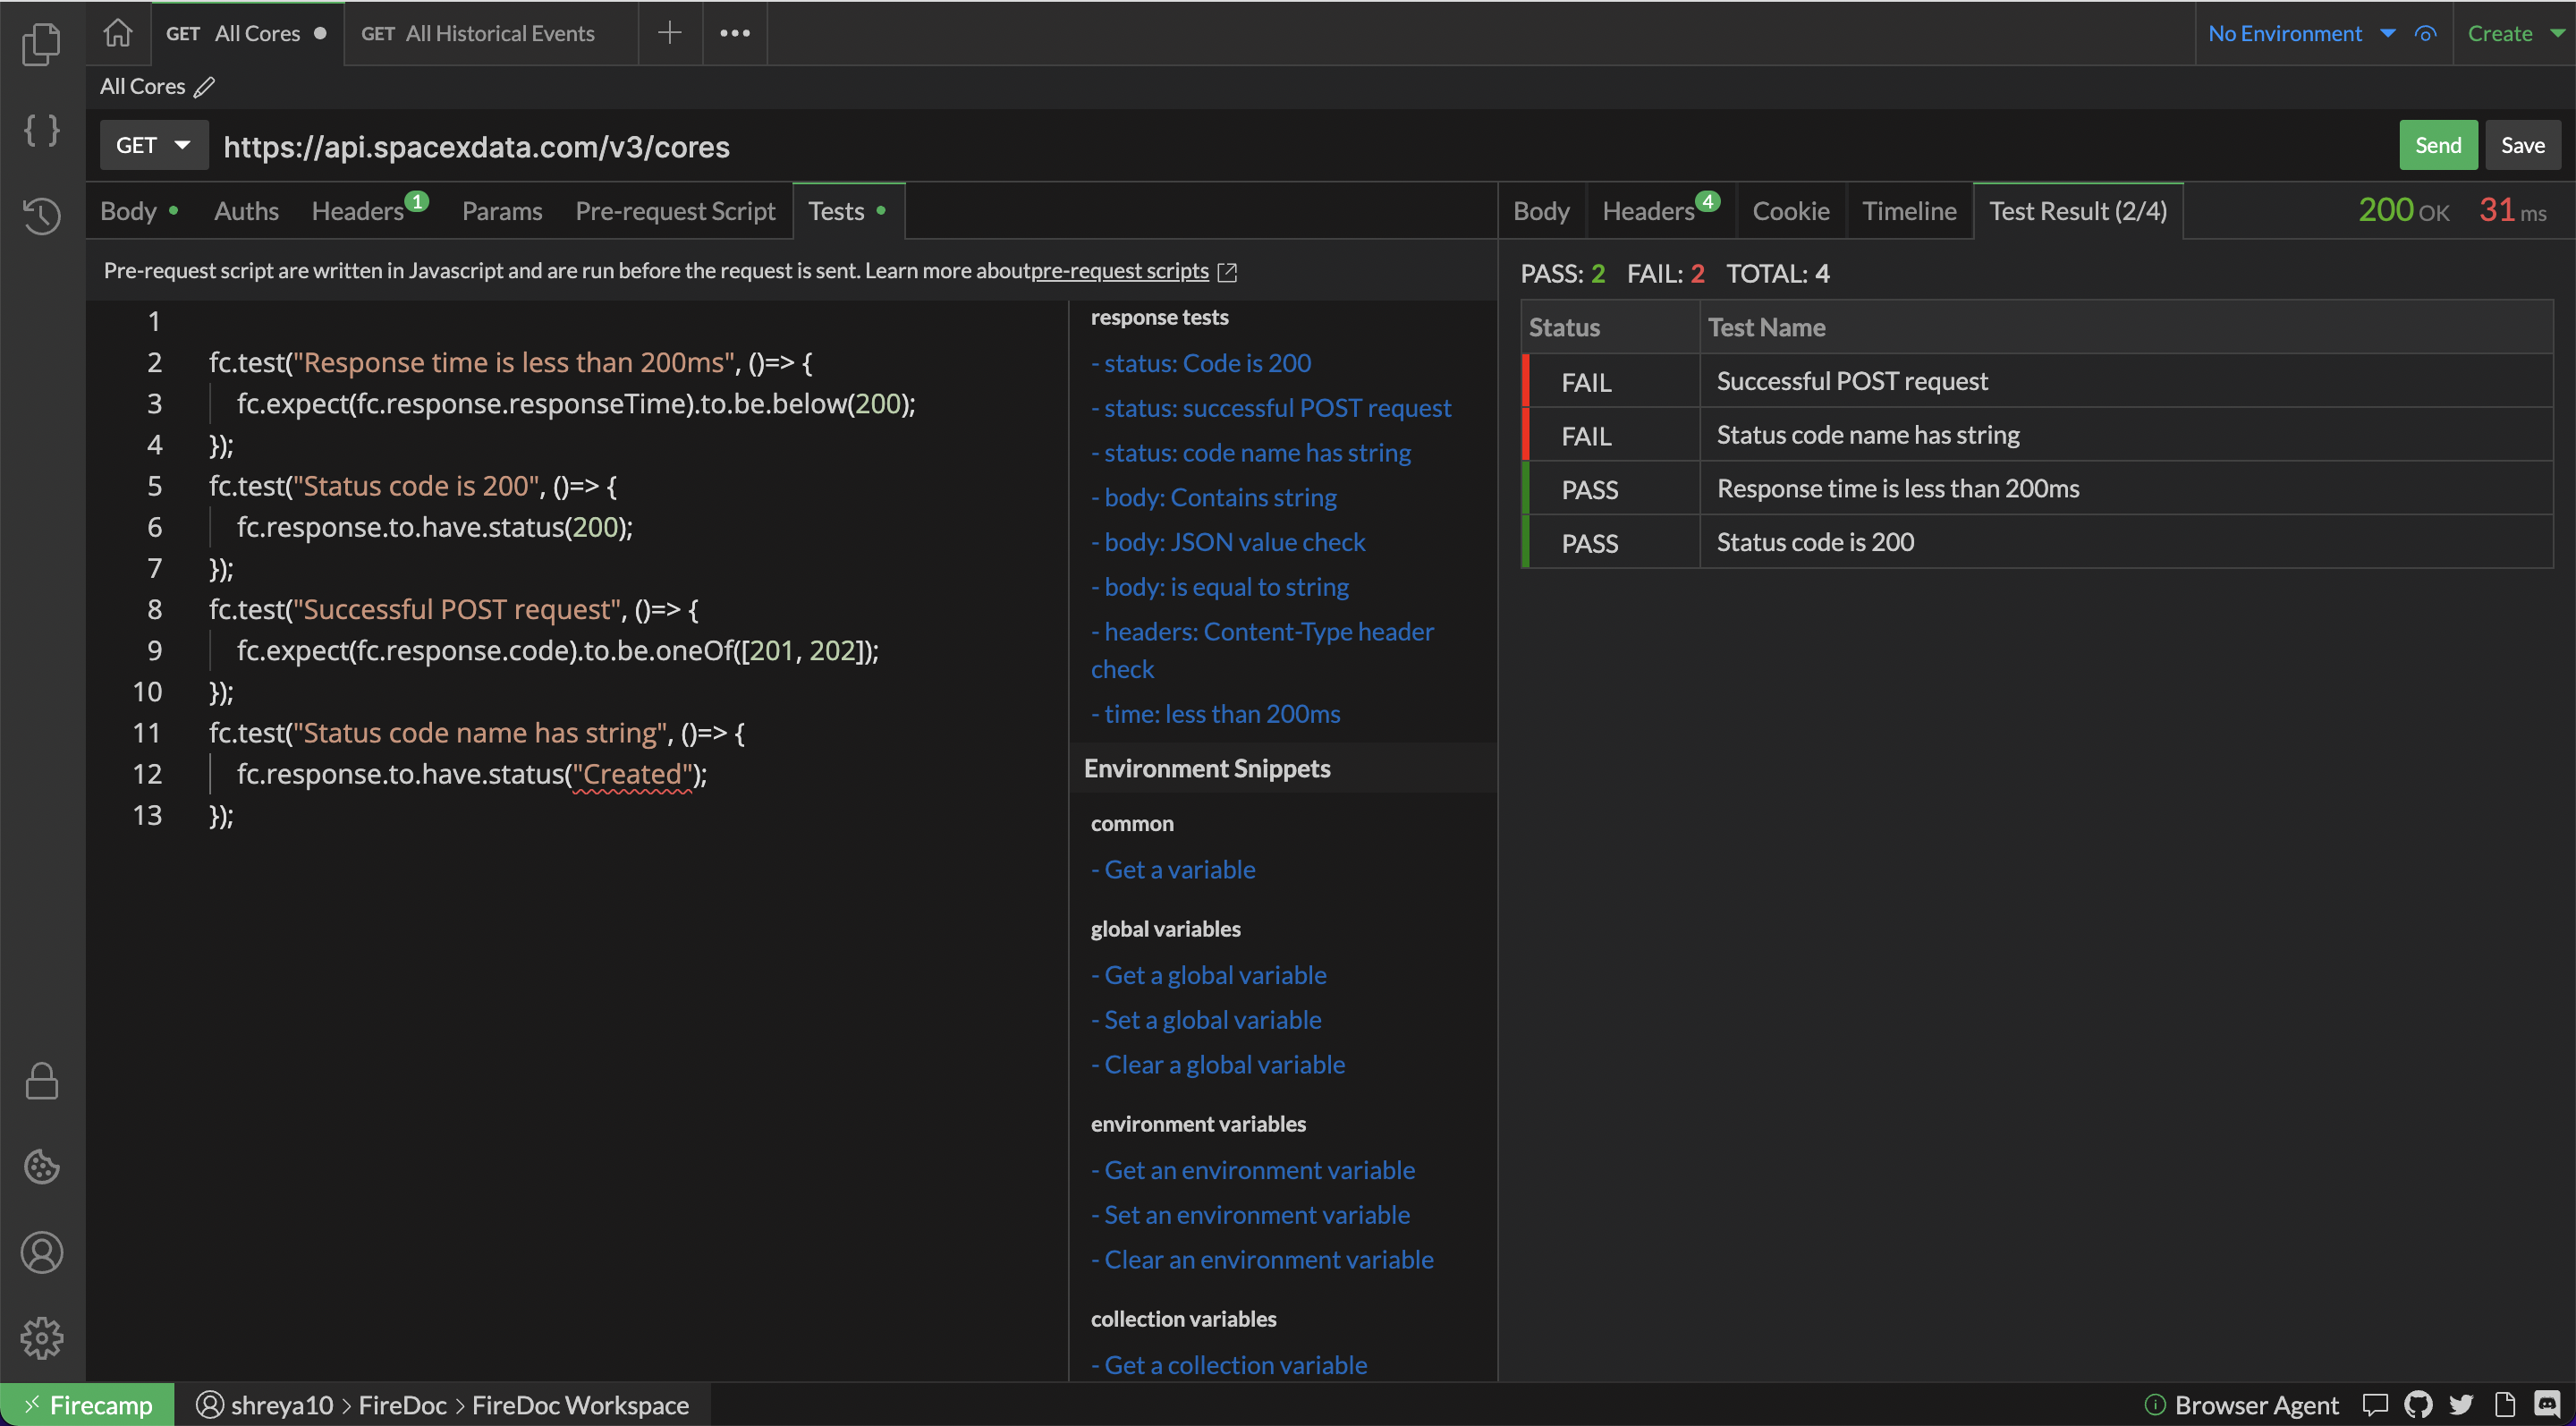 GET All Cores
GET All Historical Events
No Environment
Create
All Cores
GET
https://api.spacexdata.com/v3/cores
Send
Save
Body
Auths
Headers 1
Params
Pre-request Script
Tests
Pre-request script are written in Javascript and are run before the request is sent. Learn more aboutpre-request scripts
1
2 fc.test("Response time is less than 200ms", ()=> {
3 fc.expect(fc.response.responseTime).to.be.below(200);
4 });
5 fc.test("Status code is 200", ()=> {
6 fc.response.to.have.status(200);
7 });
8 fc.test("Successful POST request", ()=> {
9 fc.expect(fc.response.code).to.be.oneOf([201, 202]);
10 });
11 fc.test("Status code name has string", ()=> {
12 fc.response.to.have.status("Created");
13 });
response tests
- status: Code is 200
- status: successful POST request
- status: code name has string
- body: Contains string
- body: JSON value check
- body: is equal to string
- headers: Content-Type header
check
- time: less than 200ms
Environment Snippets
common
- Get a variable
global variables
- Get a global variable
- Set a global variable
- Clear a global variable
environment variables
- Get an environment variable
- Set an environment variable
- Clear an environment variable
collection variables
- Get a collection variable
Body
Headers 4
Cookie
Timeline
Test Result (2/4)
200 OK
31 ms
PASS: 2 FAIL: 2 TOTAL: 4
Status Test Name
FAIL Successful POST request
FAIL Status code name has string
PASS Response time is less than 200ms
PASS Status code is 200
Firecamp
shreya10 > FireDoc > FireDoc Workspace
Browser Agent